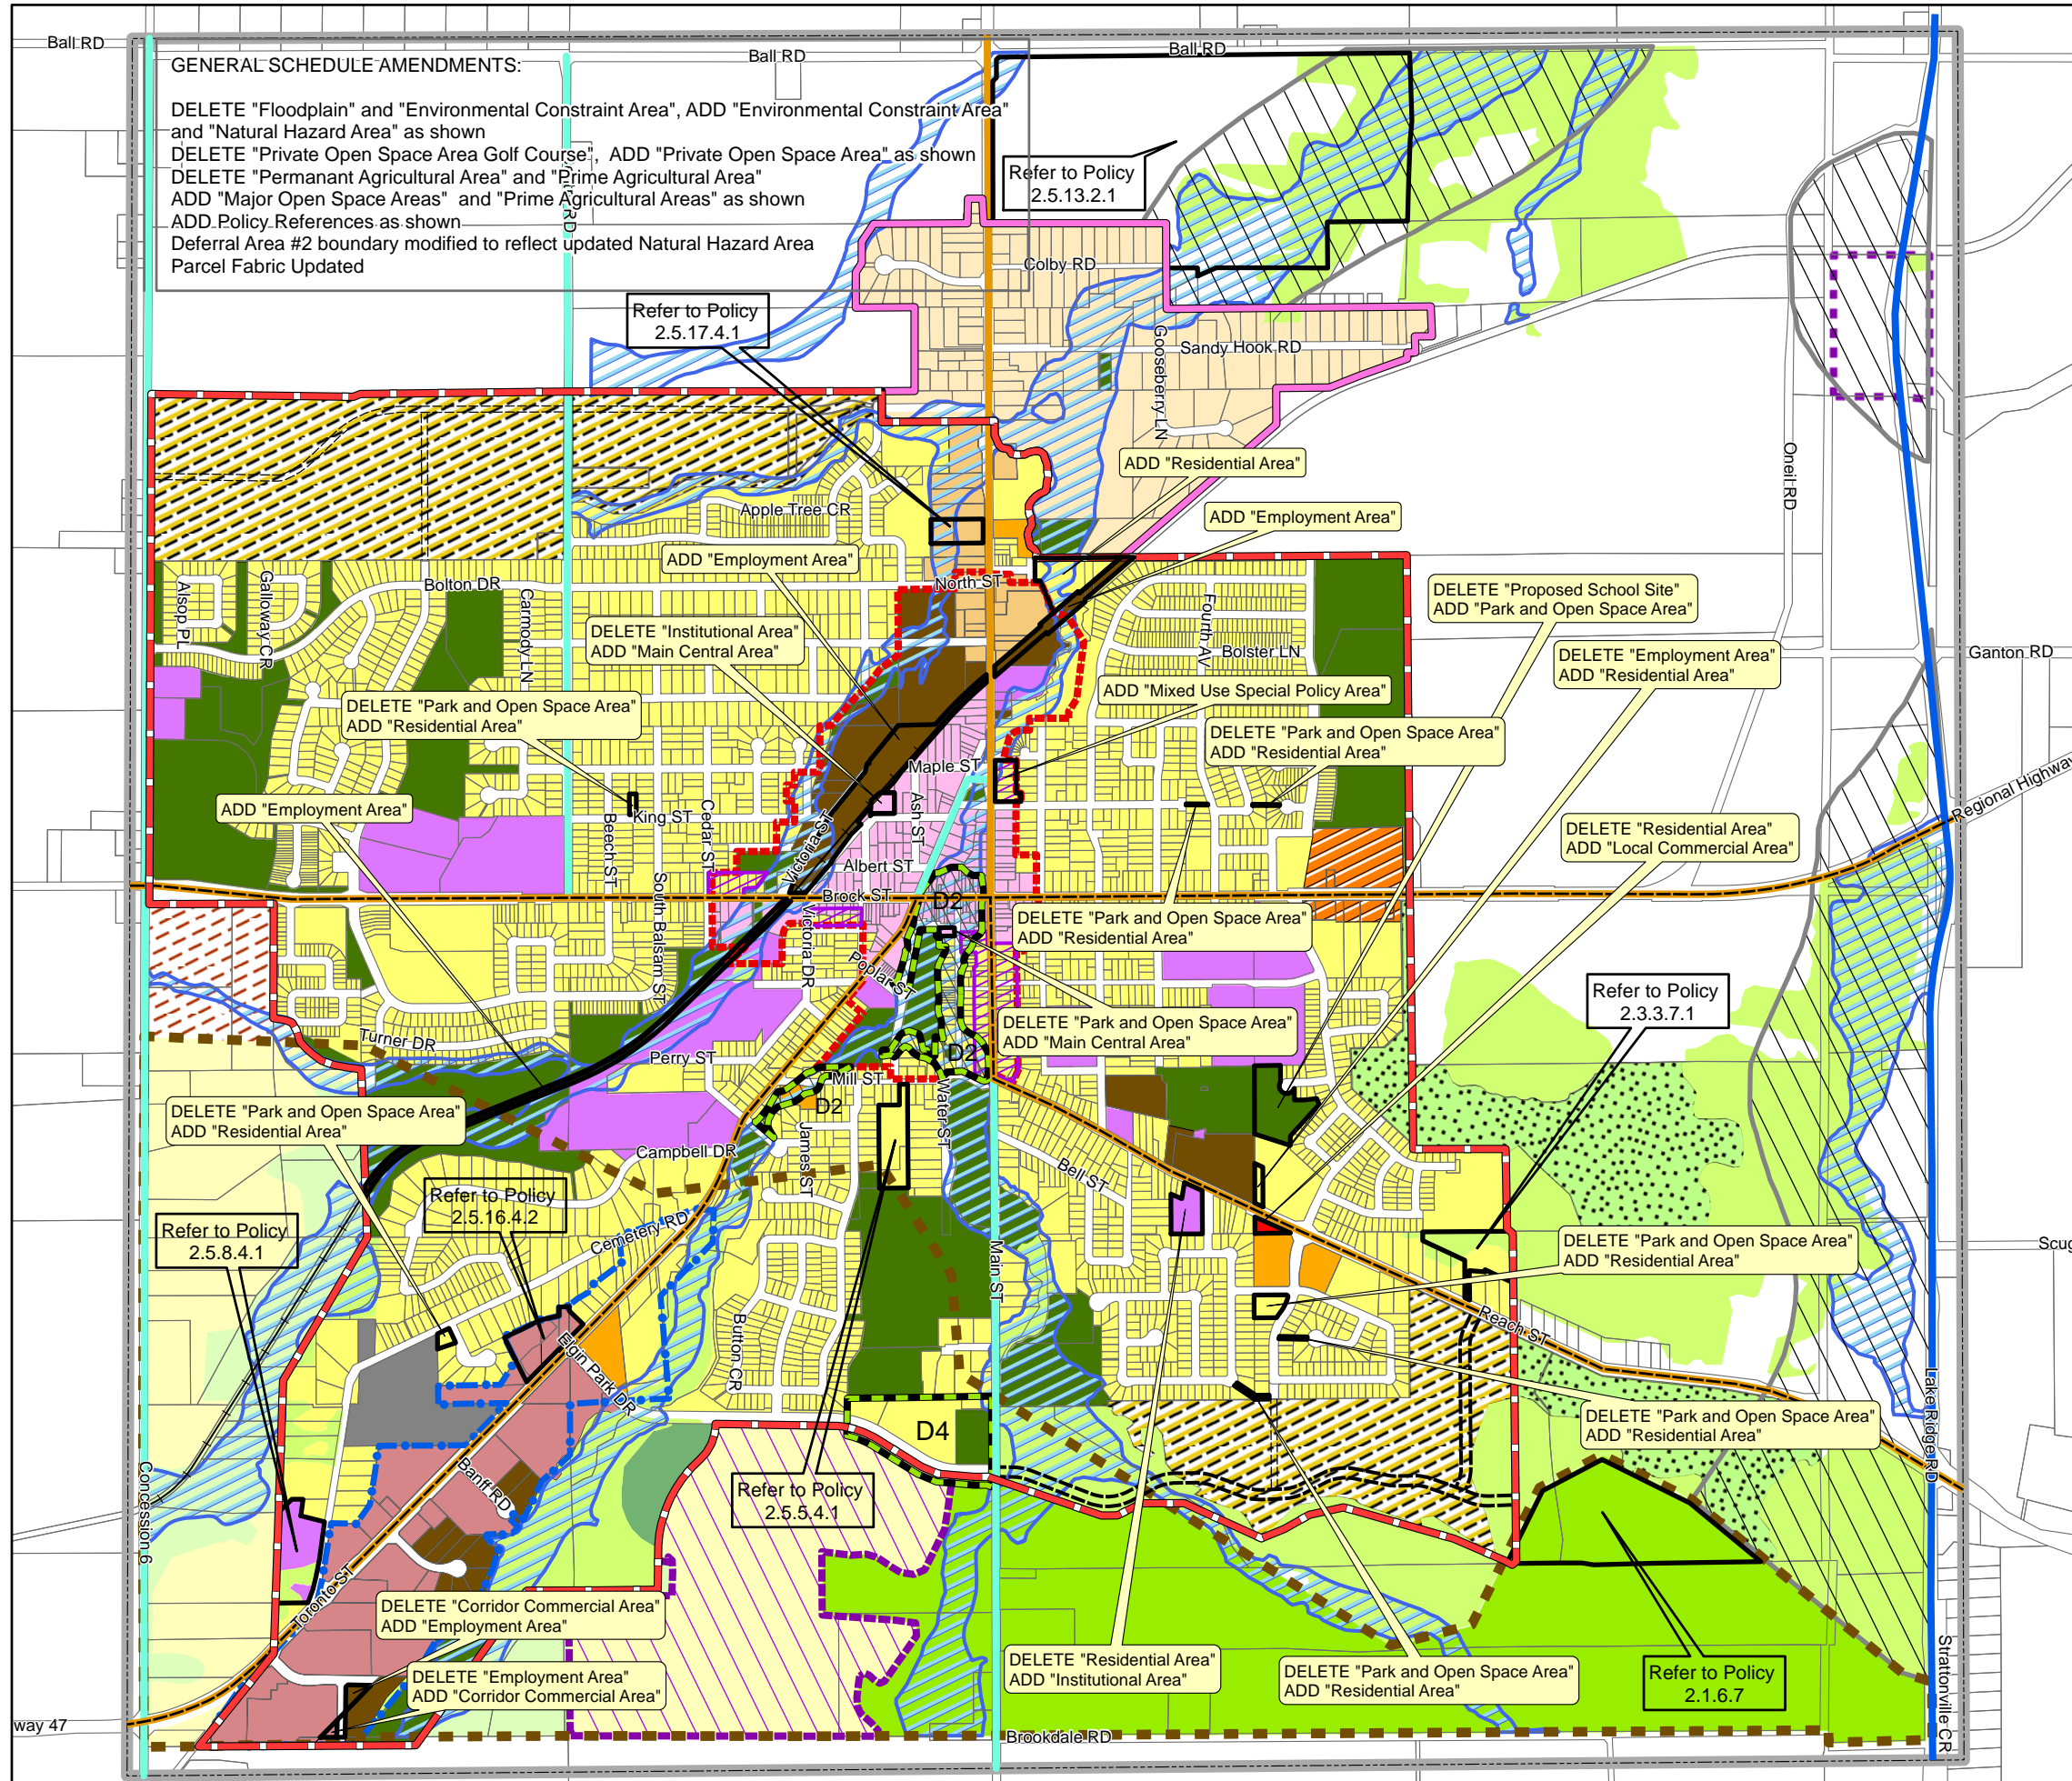 Ball RD
Ball RD
Ball RD
GENERAL SCHEDULE AMENDMENTS:
DELETE "Floodplain" and "Environmental Constraint Area", ADD "Environmental Constraint Area"
and "Natural Hazard Area" as shown
DELETE "Private Open Space Area Golf Course", ADD "Private Open Space Area" as shown
DELETE "Permanant Agricultural Area" and "Prime Agricultural Area"
ADD "Major Open Space Areas" and "Prime Agricultural Areas" as shown
ADD Policy References as shown
Deferral Area #2 boundary modified to reflect updated Natural Hazard Area
Parcel Fabric Updated
RD
Refer to Policy
2.5.13.2.1
Colby RD
Refer to Policy
2.5.17.4.1
Gooseberry LN
Sandy Hook RD
Oneil RD
ADD "Residential Area"
Apple Tree CR
ADD "Employment Area"
ADD "Employment Area"
North ST
Alsop PL
Galloway CR
Bolton DR
Carmody LN
DELETE "Proposed School Site"
ADD "Park and Open Space Area"
Fourth AV
Bolster LN
DELETE "Institutional Area"
ADD "Main Central Area"
DELETE "Employment Area"
ADD "Residential Area"
Ganton RD
ADD "Mixed Use Special Policy Area"
DELETE "Park and Open Space Area"
ADD "Residential Area"
DELETE "Park and Open Space Area"
ADD "Residential Area"
Maple ST
Regional Highway
ADD "Employment Area"
King ST
Beech ST
Cedar ST
Victoria ST
Ash ST
DELETE "Residential Area"
ADD "Local Commercial Area"
Albert ST
South Balsam ST
Brock ST
D2
Victoria DR
DELETE "Park and Open Space Area"
ADD "Residential Area"
Poplar ST
Refer to Policy
2.3.3.7.1
DELETE "Park and Open Space Area"
ADD "Main Central Area"
Turner DR
Perry ST
D2
Mill ST
D2
Water ST
DELETE "Park and Open Space Area"
ADD "Residential Area"
James ST
Campbell DR
Bell ST
Refer to Policy
2.5.16.4.2
Refer to Policy
2.5.8.4.1
Cemetery RD
Main ST
DELETE "Park and Open Space Area"
ADD "Residential Area"
Scug
Button CR
Elgin Park DR
Reach ST
Lake Ridge RD
DELETE "Park and Open Space Area"
ADD "Residential Area"
D4
Concession 6
Banff RD
Refer to Policy
2.5.5.4.1
Toronto ST
DELETE "Corridor Commercial Area"
ADD "Employment Area"
DELETE "Employment Area"
ADD "Corridor Commercial Area"
DELETE "Residential Area"
ADD "Institutional Area"
DELETE "Park and Open Space Area"
ADD "Residential Area"
Refer to Policy
2.1.6.7
Strattonville CR
way 47
Brookdale RD